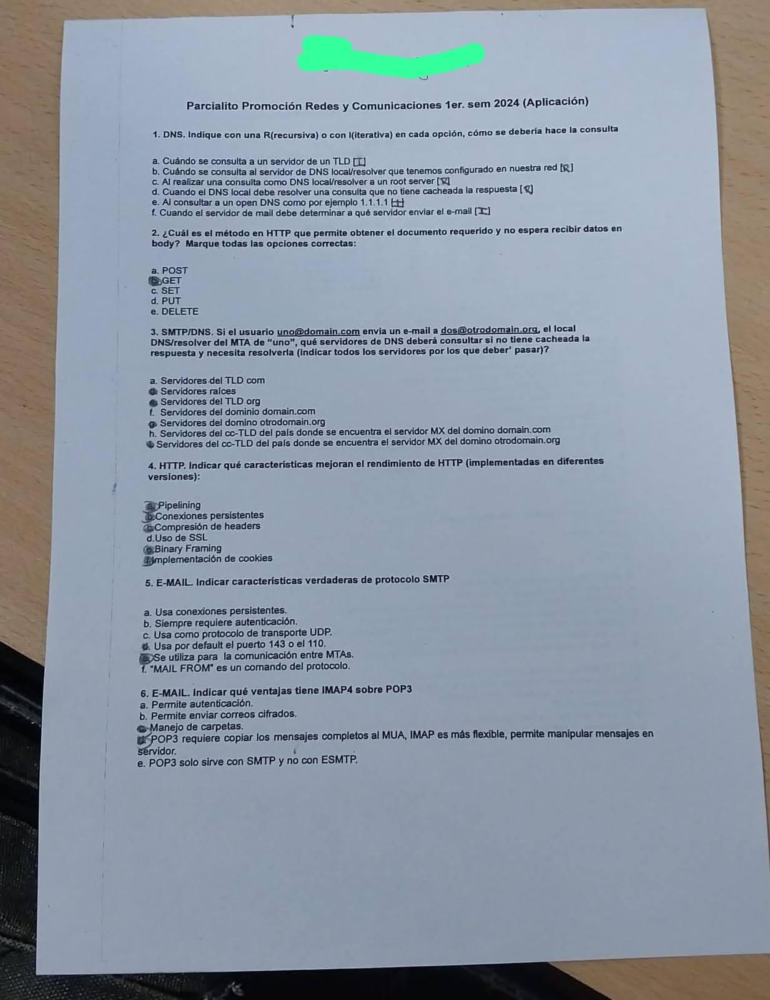 Parcialito Promoción Redes y Comunicaciones 1er. sem 2024 (Aplicación)
1. DNS. Indique con una R(recursiva) o con I(iterativa) en cada opción, cómo se debería hace la consulta
a. Cuándo se consulta a un servidor de un TLD [I]
b. Cuándo se consulta al servidor de DNS local/resolver que tenemos configurado en nuestra red [R]
c. Al realizar una consulta como DNS local/resolver a un root server [R]
d. Cuando el DNS local debe resolver una consulta que no tiene cacheada la respuesta [R]
e. Al consultar a un open DNS como por ejemplo 1.1.1.1 [I]
f. Cuando el servidor de mail debe determinar a qué servidor enviar el e-mail [I]
2. ¿Cuál es el método en HTTP que permite obtener el documento requerido y no espera recibir datos en
body? Marque todas las opciones correctas:
a. POST
b. GET
c. SET
d. PUT
e. DELETE
3. SMTP/DNS. Si el usuario uno@domain.com envía un e-mail a dos@otrodomain.org, el local
DNS/resolver del MTA de “uno”, qué servidores de DNS deberá consultar si no tiene cacheada la
respuesta y necesita resolverla (indicar todos los servidores por los que deber' pasar)?
a. Servidores del TLD com
d. Servidores raíces
e. Servidores del TLD org
f. Servidores del dominio domain.com
g. Servidores del domino otrodomain.org
h. Servidores del cc-TLD del país donde se encuentra el servidor MX del domino domain.com
Servidores del cc-TLD del país donde se encuentra el servidor MX del domino otrodomain.org
4. HTTP. Indicar qué características mejoran el rendimiento de HTTP (implementadas en diferentes
versiones):
a. Pipelining
b. Conexiones persistentes
c. Compresión de headers
d.Uso de SSL
e. Binary Framing
f. Implementación de cookies
5. E-MAIL. Indicar características verdaderas de protocolo SMTP
a. Usa conexiones persistentes.
b. Siempre requiere autenticación.
c. Usa como protocolo de transporte UDP.
d. Usa por default el puerto 143 o el 110.
e. Se utiliza para la comunicación entre MTAs.
f. "MAIL FROM" es un comando del protocolo.
6. E-MAIL. Indicar qué ventajas tiene IMAP4 sobre POP3
a. Permite autenticación.
b. Permite enviar correos cifrados.
c. Manejo de carpetas.
d. POP3 requiere copiar los mensajes completos al MUA, IMAP es más flexible, permite manipular mensajes en
servidor.
e. POP3 solo sirve con SMTP y no con ESMTP.